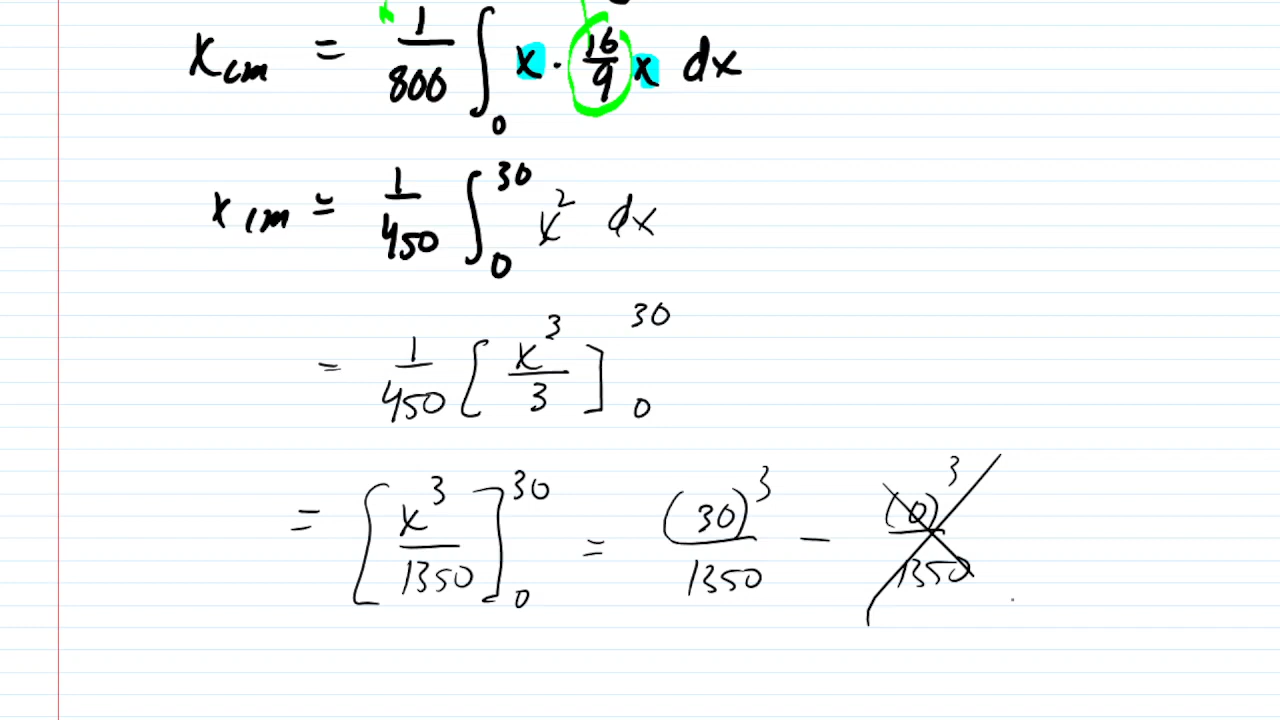 x_cm = 1/800 ∫_0 x · 16/9 x dx
x_cm = 1/450 ∫_0^30 x^2 dx
= 1/450 [x^3/3]_0^30
= [x^3/1350]_0^30 = (30)^3/1350 − (0)^3/1350